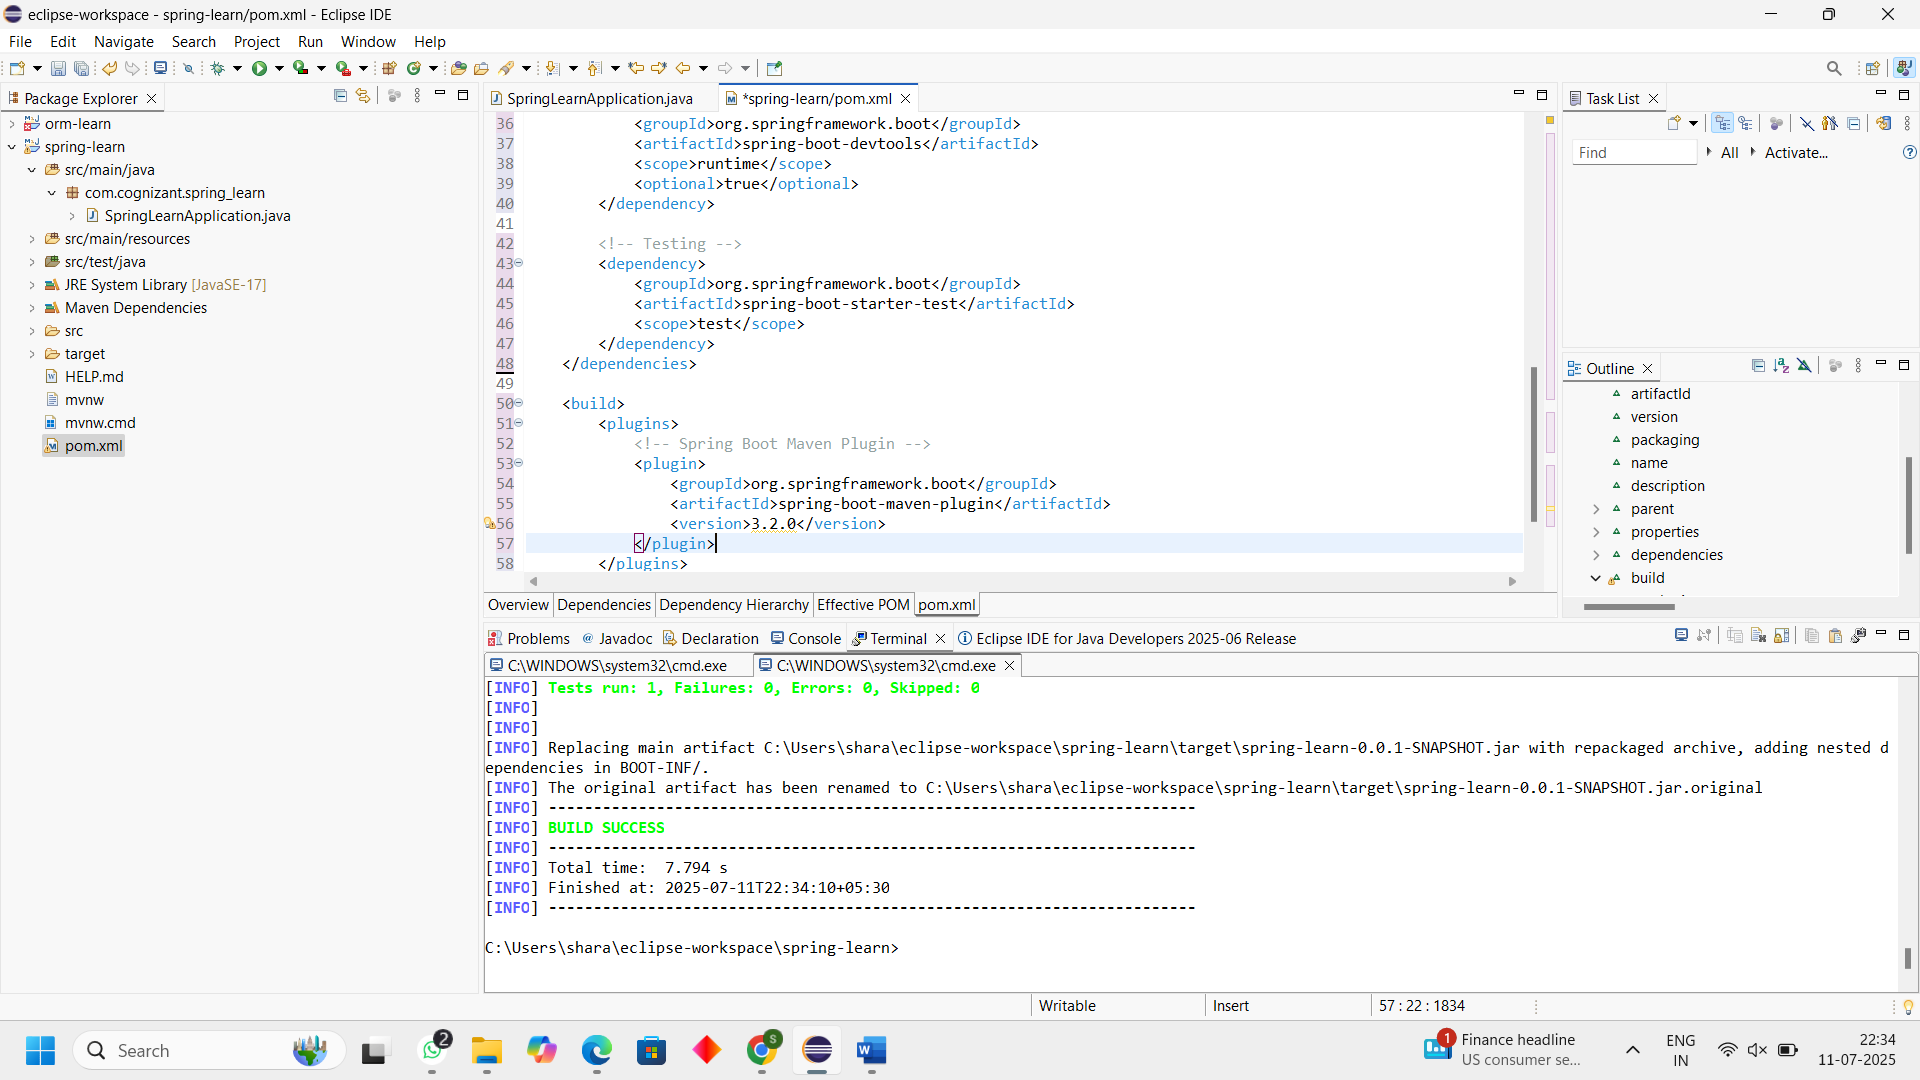 eclipse-workspace - spring-learn/pom.xml - Eclipse IDE
File Edit Navigate Search Project Run Window Help
Package Explorer
orm-learn
spring-learn
src/main/java
com.cognizant.spring_learn
SpringLearnApplication.java
src/main/resources
src/test/java
JRE System Library [JavaSE-17]
Maven Dependencies
src
target
HELP.md
mvnw
mvnw.cmd
pom.xml
SpringLearnApplication.java *spring-learn/pom.xml
36 <groupId>org.springframework.boot</groupId>
37 <artifactId>spring-boot-devtools</artifactId>
38 <scope>runtime</scope>
39 <optional>true</optional>
40 </dependency>
41
42 <!-- Testing -->
43 <dependency>
44 <groupId>org.springframework.boot</groupId>
45 <artifactId>spring-boot-starter-test</artifactId>
46 <scope>test</scope>
47 </dependency>
48 </dependencies>
49
50 <build>
51 <plugins>
52 <!-- Spring Boot Maven Plugin -->
53 <plugin>
54 <groupId>org.springframework.boot</groupId>
55 <artifactId>spring-boot-maven-plugin</artifactId>
56 <version>3.2.0</version>
57 </plugin>
58 </plugins>
Overview Dependencies Dependency Hierarchy Effective POM pom.xml
Task List
Find All Activate...
Outline
artifactId
version
packaging
name
description
parent
properties
dependencies
build
Problems Javadoc Declaration Console Terminal Eclipse IDE for Java Developers 2025-06 Release
C:\WINDOWS\system32\cmd.exe C:\WINDOWS\system32\cmd.exe
[INFO] Tests run: 1, Failures: 0, Errors: 0, Skipped: 0
[INFO]
[INFO]
[INFO] Replacing main artifact C:\Users\shara\eclipse-workspace\spring-learn\target\spring-learn-0.0.1-SNAPSHOT.jar with repackaged archive, adding nested d
ependencies in BOOT-INF/.
[INFO] The original artifact has been renamed to C:\Users\shara\eclipse-workspace\spring-learn\target\spring-learn-0.0.1-SNAPSHOT.jar.original
[INFO] ------------------------------------------------------------------------
[INFO] BUILD SUCCESS
[INFO] ------------------------------------------------------------------------
[INFO] Total time:  7.794 s
[INFO] Finished at: 2025-07-11T22:34:10+05:30
[INFO] ------------------------------------------------------------------------
C:\Users\shara\eclipse-workspace\spring-learn>
Writable Insert 57 : 22 : 1834
Search
2
S
1
Finance headline
US consumer se...
ENG
IN
22:34
11-07-2025